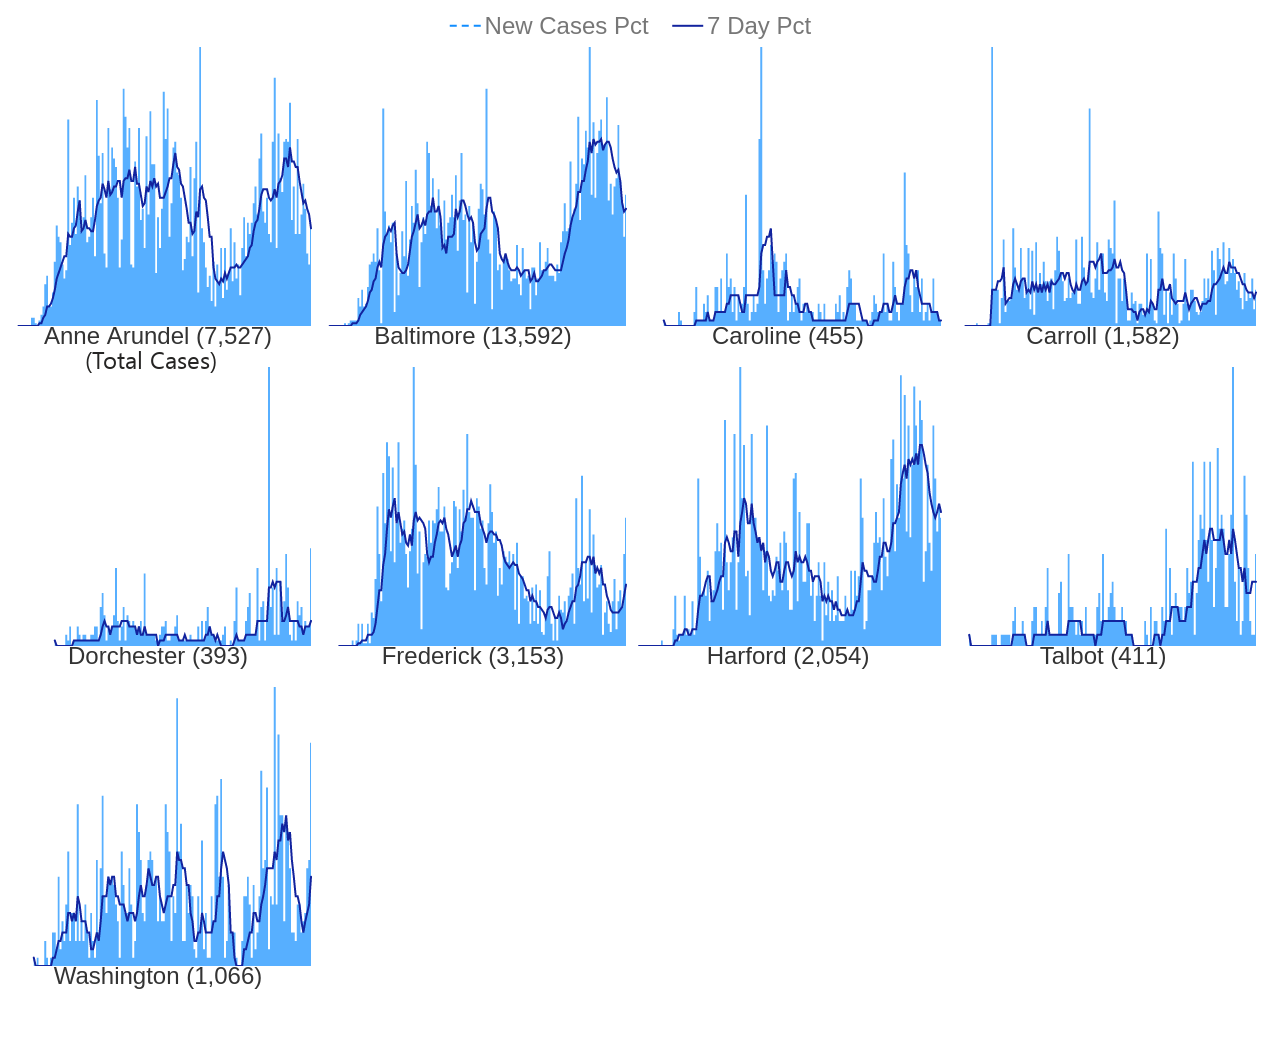 New Cases Pct 7 Day Pct
Anne Arundel (7,527) Baltimore (13,592) Caroline (455) Carroll (1,582)
(Total Cases)
Dorchester (393) Frederick (3,153) Harford (2,054) Talbot (411)
Washington (1,066)